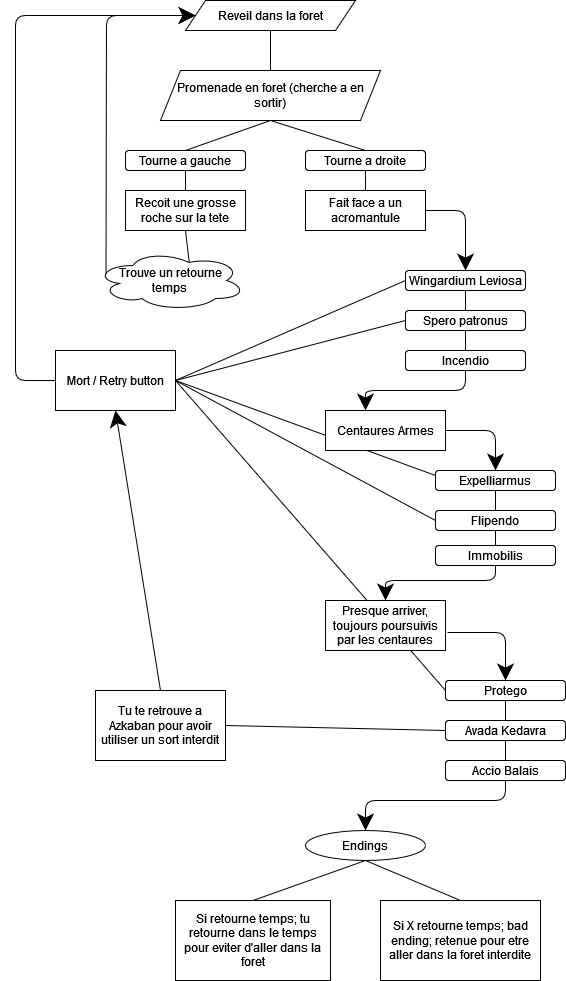 Reveil dans la foret
Promenade en foret (cherche a en
sortir)
Tourne a gauche
Tourne a droite
Recoit une grosse
roche sur la tete
Fait face a un
acromantule
Trouve un retourne
temps
Wingardium Leviosa
Spero patronus
Incendio
Mort / Retry button
Centaures Armes
Expelliarmus
Flipendo
Immobilis
Presque arriver,
toujours poursuivis
par les centaures
Protego
Tu te retrouve a
Azkaban pour avoir
utiliser un sort interdit
Avada Kedavra
Accio Balais
Endings
Si retourne temps; tu
retourne dans le temps
pour eviter d'aller dans la
foret
Si X retourne temps; bad
ending; retenue pour etre
aller dans la foret interdite